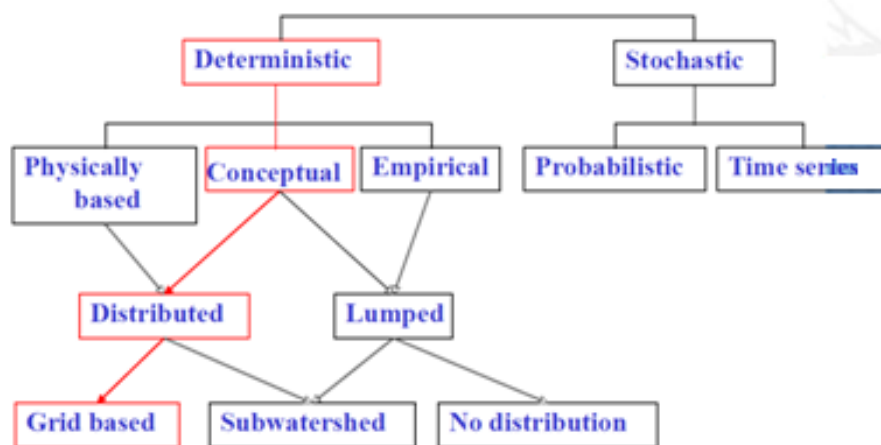 Deterministic
Stochastic
Physically
based
Conceptual
Empirical
Probabilistic
Time series
Distributed
Lumped
Grid based
Subwatershed
No distribution